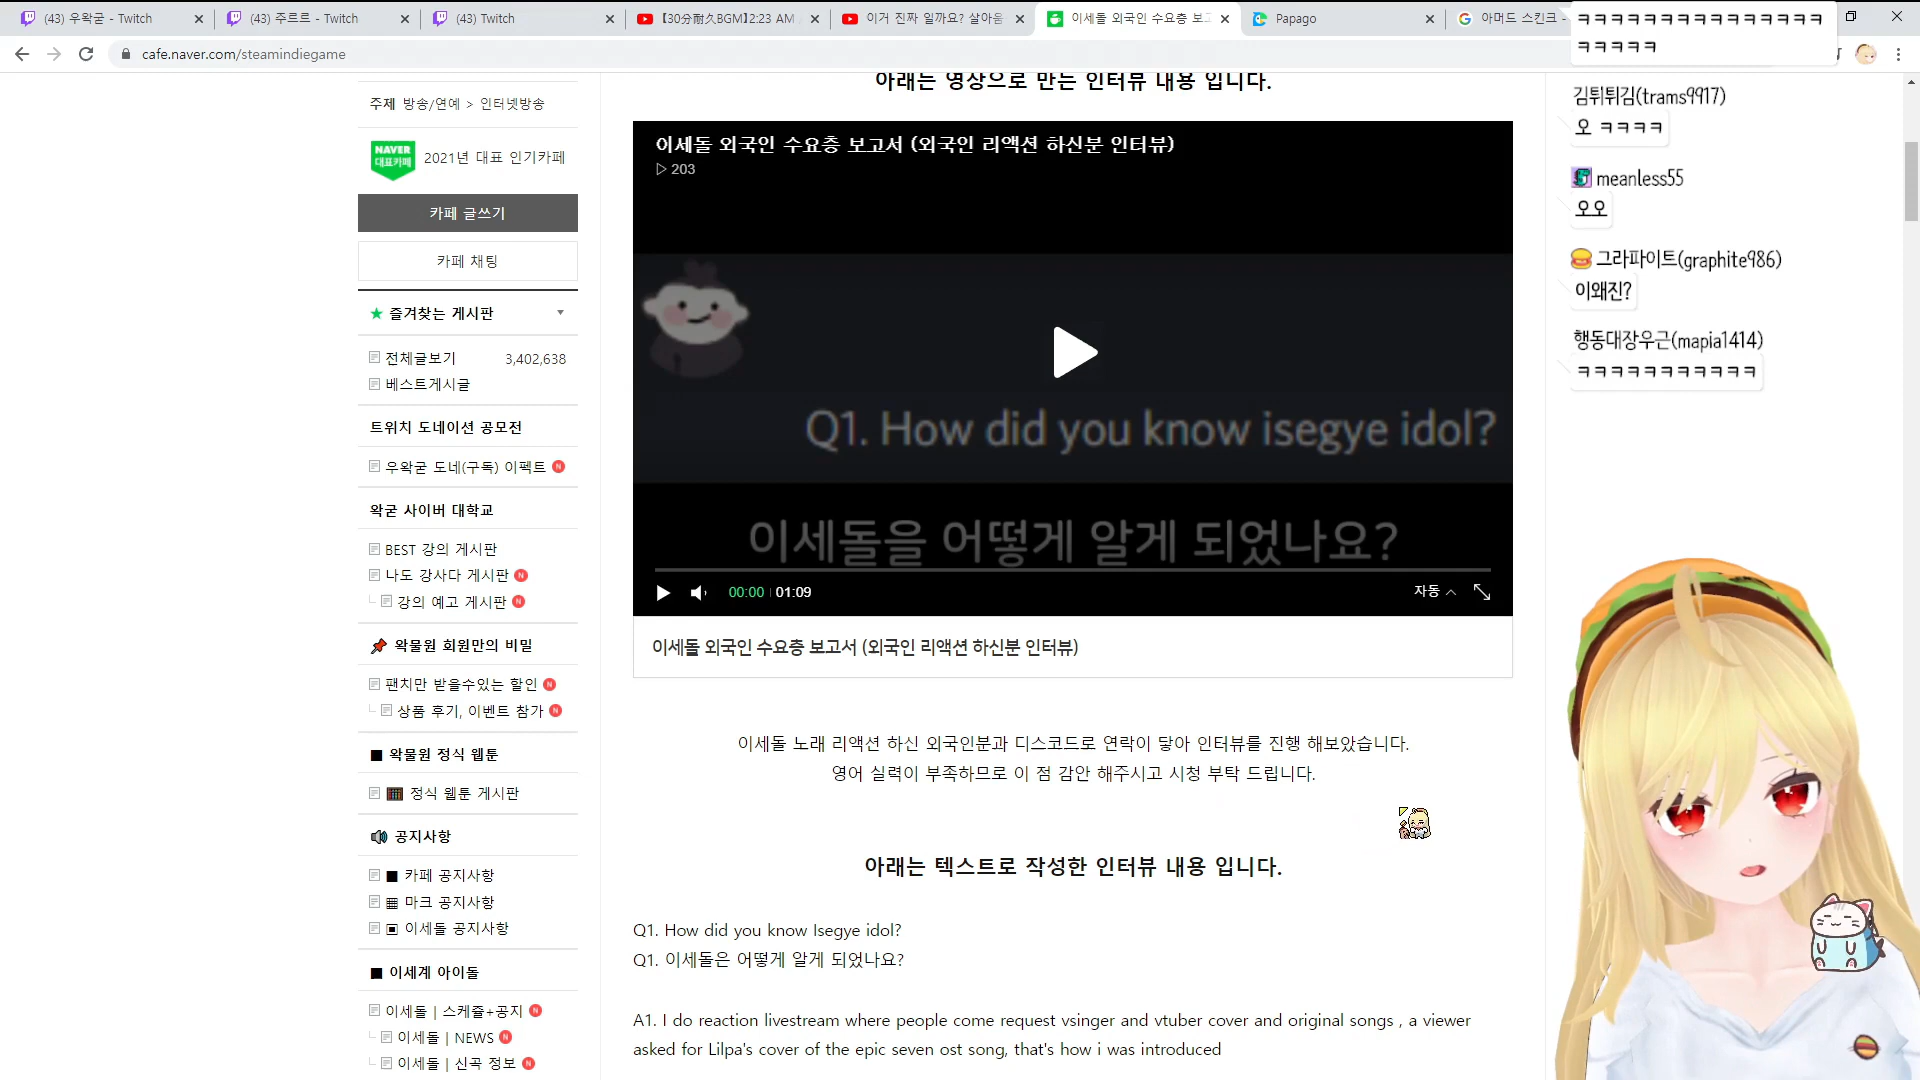 (43) 우왁굳 - Twitch
(43) 주르르 - Twitch
(43) Twitch
【30分耐久BGM】2:23 AM
이거 진짜 일까요? 살아움
이세돌 외국인 수요층 보고
Papago
아머드 스킨크 -
cafe.naver.com/steamindiegame
ㅋㅋㅋㅋㅋㅋㅋㅋㅋㅋㅋㅋㅋㅋㅋ
ㅋㅋㅋㅋㅋ
주제 방송/연예 > 인터넷방송
NAVER
대표카페
2021년 대표 인기카페
카페 글쓰기
카페 채팅
★ 즐겨찾는 게시판
전체글보기 3,402,638
베스트게시글
트위치 도네이션 공모전
우왁굳 도네(구독) 이펙트 N
왁굳 사이버 대학교
BEST 강의 게시판
나도 강사다 게시판 N
강의 예고 게시판 N
왁물원 회원만의 비밀
팬치만 받을수있는 할인 N
상품 후기, 이벤트 참가 N
■ 왁물원 정식 웹툰
정식 웹툰 게시판
공지사항
■ 카페 공지사항
▦ 마크 공지사항
▣ 이세돌 공지사항
■ 이세계 아이돌
이세돌 | 스케쥴+공지 N
이세돌 | NEWS N
이세돌 | 신곡 정보 N
아래는 영상으로 만든 인터뷰 내용 입니다.
이세돌 외국인 수요층 보고서 (외국인 리액션 하신분 인터뷰)
▷ 203
Q1. How did you know isegye idol?
이세돌을 어떻게 알게 되었나요?
00:00 | 01:09
자동
이세돌 외국인 수요층 보고서 (외국인 리액션 하신분 인터뷰)
이세돌 노래 리액션 하신 외국인분과 디스코드로 연락이 닿아 인터뷰를 진행 해보았습니다.
영어 실력이 부족하므로 이 점 감안 해주시고 시청 부탁 드립니다.
아래는 텍스트로 작성한 인터뷰 내용 입니다.
Q1. How did you know Isegye idol?
Q1. 이세돌은 어떻게 알게 되었나요?
A1. I do reaction livestream where people come request vsinger and vtuber cover and original songs , a viewer
asked for Lilpa's cover of the epic seven ost song, that's how i was introduced
김튀튀김(trams9917)
오 ㅋㅋㅋㅋ
meanless55
오오
그라파이트(graphite986)
이왜진?
행동대장우근(mapia1414)
ㅋㅋㅋㅋㅋㅋㅋㅋㅋㅋㅋ